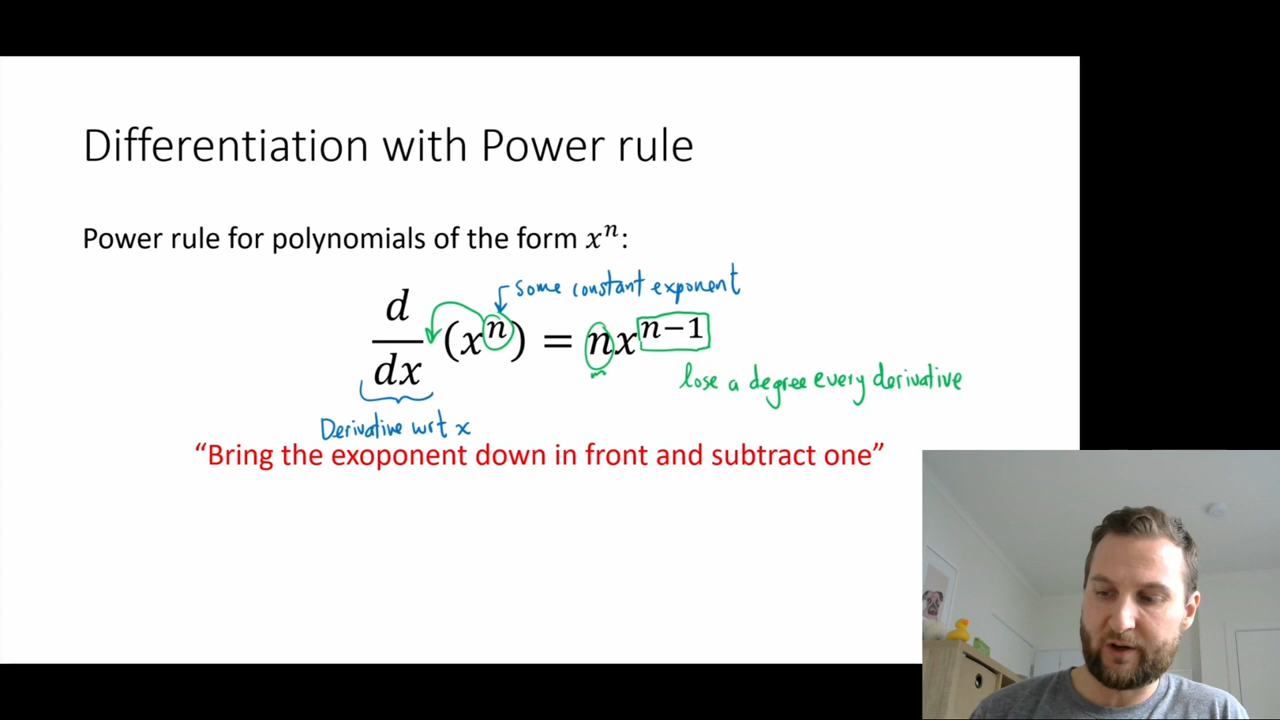 Differentiation with Power rule
Power rule for polynomials of the form xⁿ:
some constant exponent
d/dx (xⁿ) = nxⁿ⁻¹
lose a degree every derivative
Derivative wrt x
“Bring the exoponent down in front and subtract one”